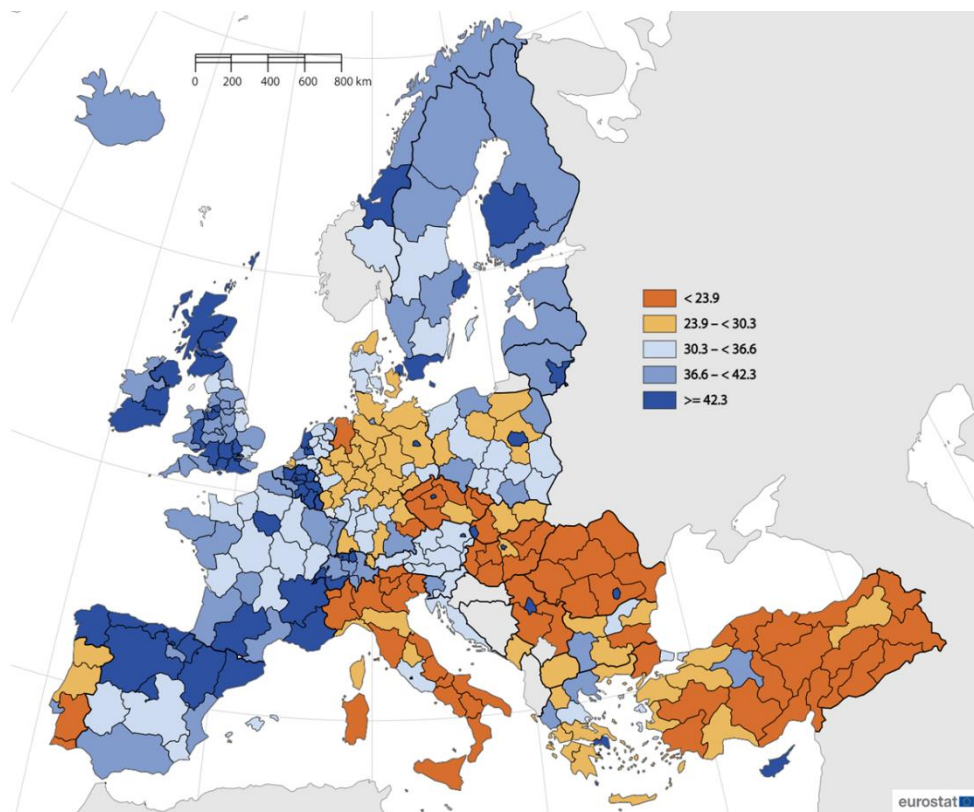 0 200 400 600 800 km
< 23.9
23.9 – < 30.3
30.3 – < 36.6
36.6 – < 42.3
>= 42.3
eurostat